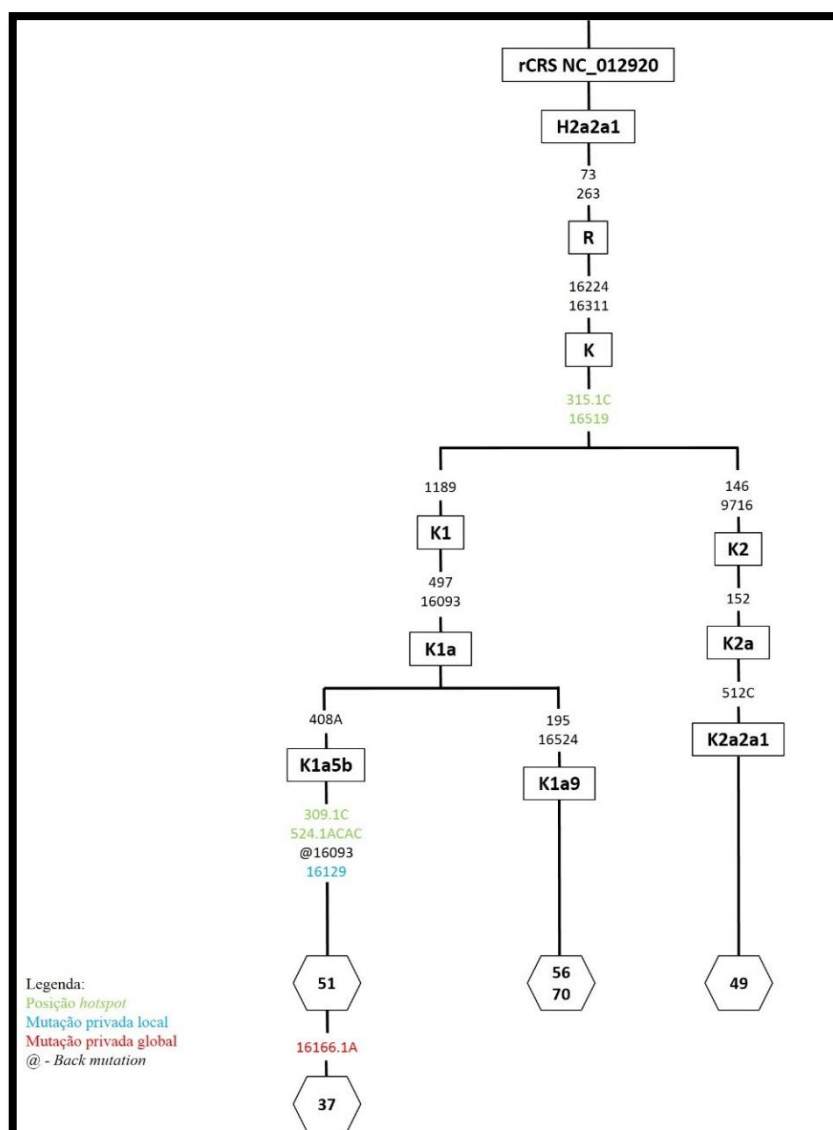 rCRS NC_012920
H2a2a1
73
263
R
16224
16311
K
315.1C
16519
1189
K1
497
16093
K1a
408A
K1a5b
309.1C
524.1ACAC
@16093
16129
51
16166.1A
37
195
16524
K1a9
56
70
146
9716
K2
152
K2a
512C
K2a2a1
49
Legenda:
Posição hotspot
Mutação privada local
Mutação privada global
@ - Back mutation